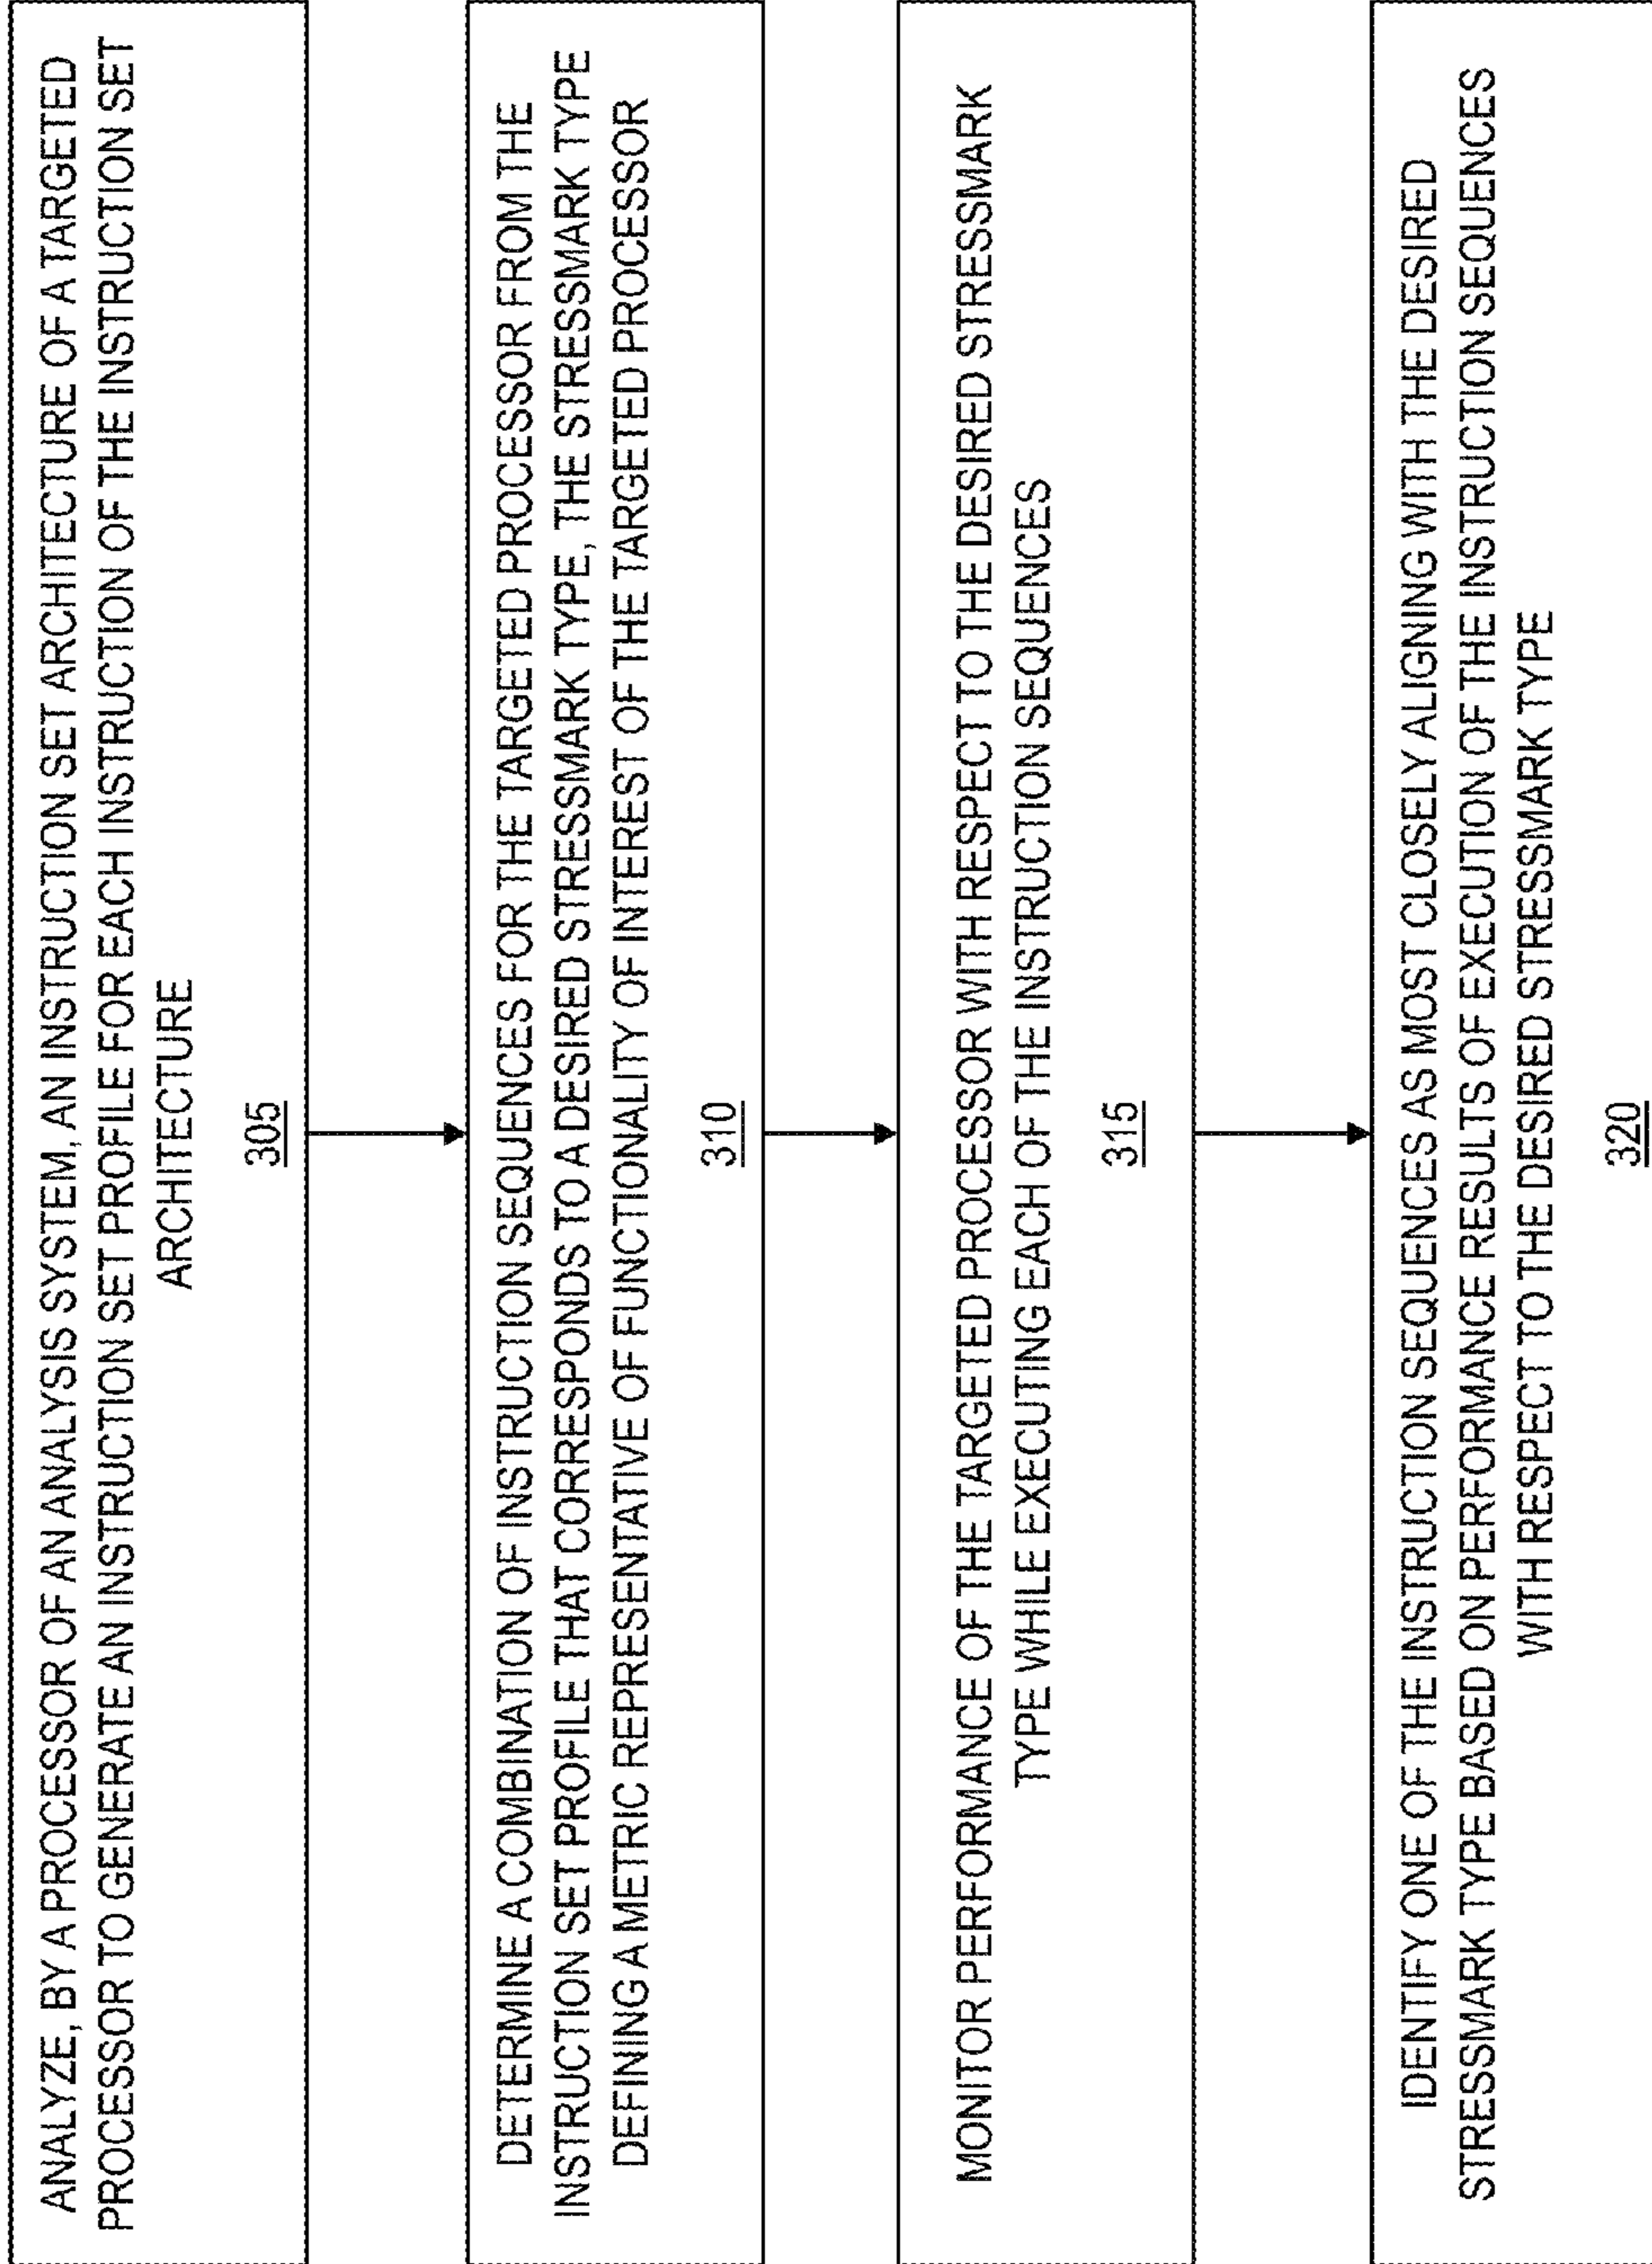 ANALYZE, BY A PROCESSOR OF AN ANALYSIS SYSTEM, AN INSTRUCTION SET ARCHITECTURE OF A TARGETED
PROCESSOR TO GENERATE AN INSTRUCTION SET PROFILE FOR EACH INSTRUCTION OF THE INSTRUCTION SET
ARCHITECTURE
305
DETERMINE A COMBINATION OF INSTRUCTION SEQUENCES FOR THE TARGETED PROCESSOR FROM THE
INSTRUCTION SET PROFILE THAT CORRESPONDS TO A DESIRED STRESSMARK TYPE, THE STRESSMARK TYPE
DEFINING A METRIC REPRESENTATIVE OF FUNCTIONALITY OF INTEREST OF THE TARGETED PROCESSOR
310
MONITOR PERFORMANCE OF THE TARGETED PROCESSOR WITH RESPECT TO THE DESIRED STRESSMARK
TYPE WHILE EXECUTING EACH OF THE INSTRUCTION SEQUENCES
315
IDENTIFY ONE OF THE INSTRUCTION SEQUENCES AS MOST CLOSELY ALIGNING WITH THE DESIRED
STRESSMARK TYPE BASED ON PERFORMANCE RESULTS OF EXECUTION OF THE INSTRUCTION SEQUENCES
WITH RESPECT TO THE DESIRED STRESSMARK TYPE
320